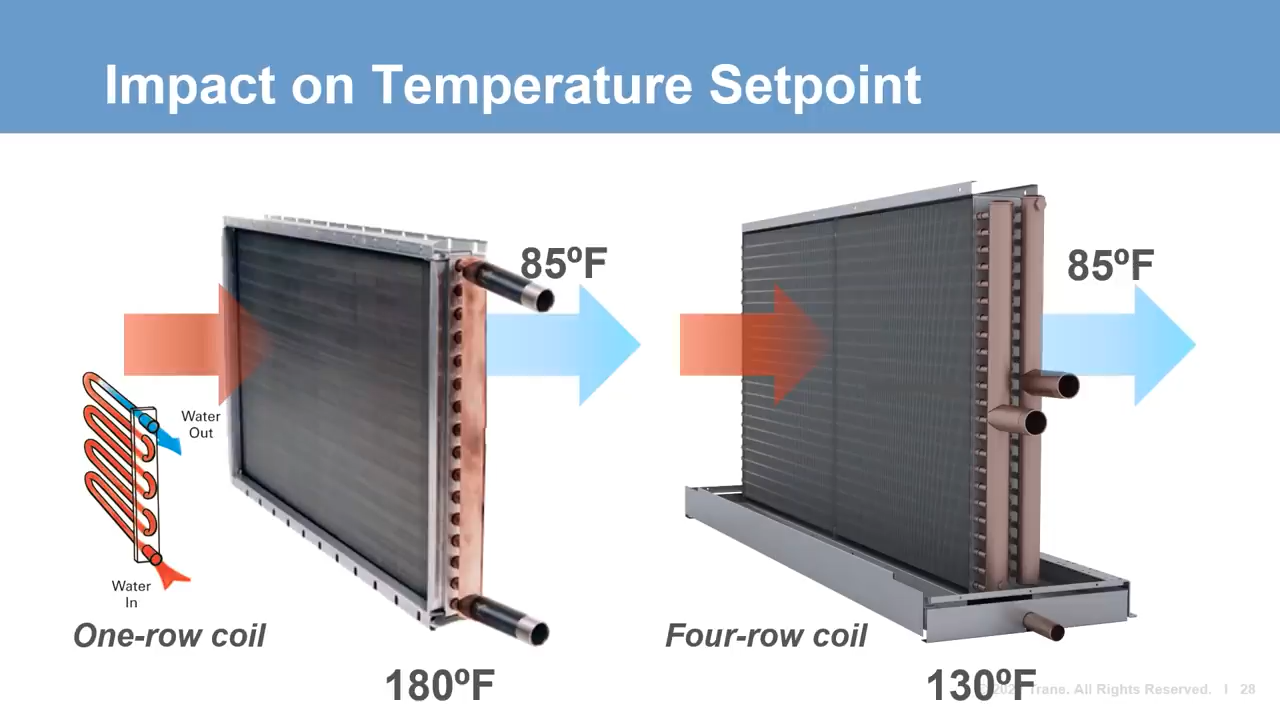 Impact on Temperature Setpoint
85ºF
85ºF
Water
Out
Water
In
One-row coil
Four-row coil
180ºF
130ºF
Trane. All Rights Reserved. I 28